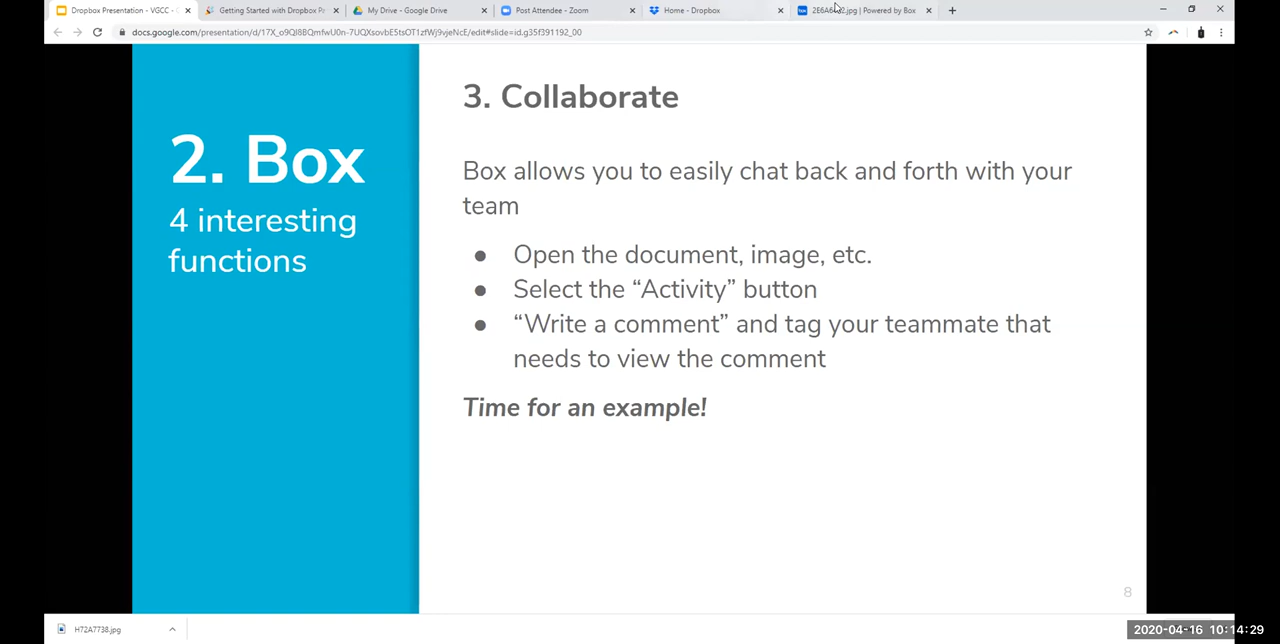 Dropbox Presentation - VGCC - 
Getting Started with Dropbox Pa
My Drive - Google Drive
Post Attendee - Zoom
Home - Dropbox
.jpg | Powered by Box
3. Collaborate
2. Box
4 interesting
functions
Box allows you to easily chat back and forth with your
team
● Open the document, image, etc.
● Select the “Activity” button
● “Write a comment” and tag your teammate that
needs to view the comment
Time for an example!
8
H72A7738.jpg
2020-04-16 10:14:29